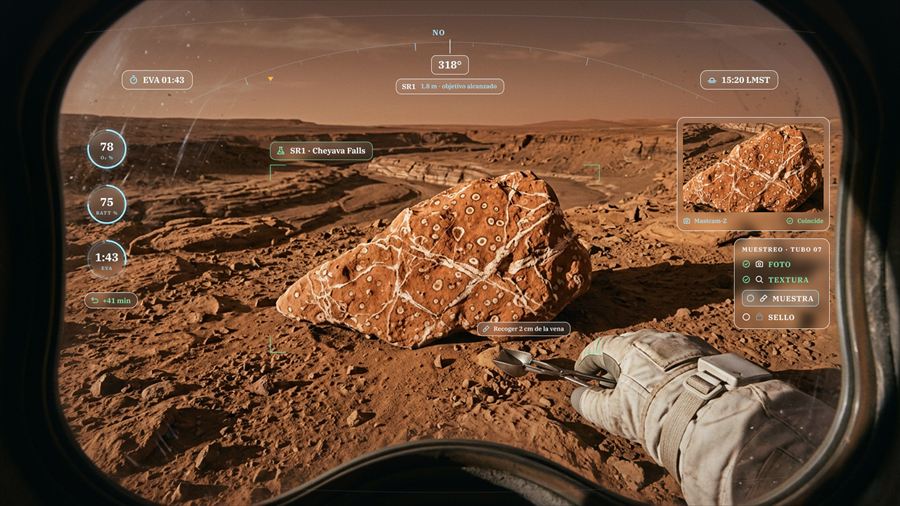 NO
318°
EVA 01:43
SR1 1.8 m · objetivo alcanzado
15:20 LMST
78
O₂ %
75
BATT %
1:43
EVA
+41 min
SR1 · Cheyava Falls
Mastcam-Z
Coincide
MUESTREO · TUBO 07
FOTO
TEXTURA
MUESTRA
SELLO
Recoger 2 cm de la vena